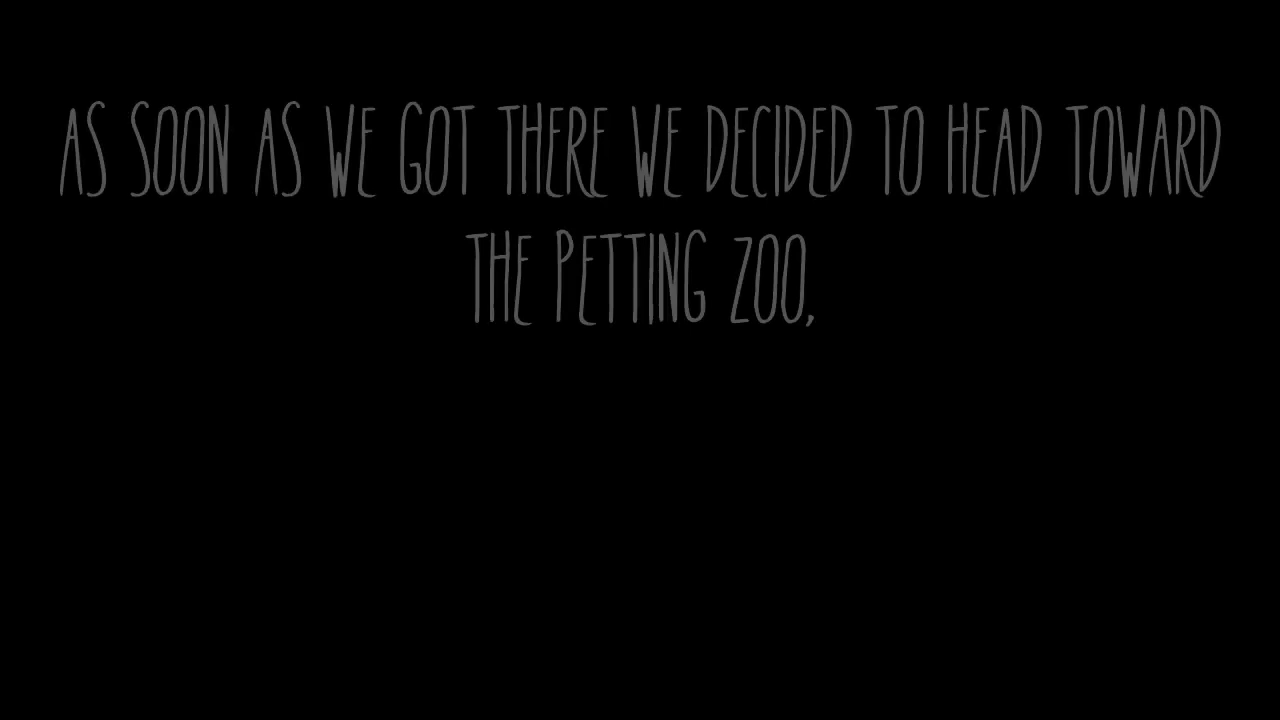 AS SOON AS WE GOT THERE WE DECIDED TO HEAD TOWARD
THE PETTING ZOO,